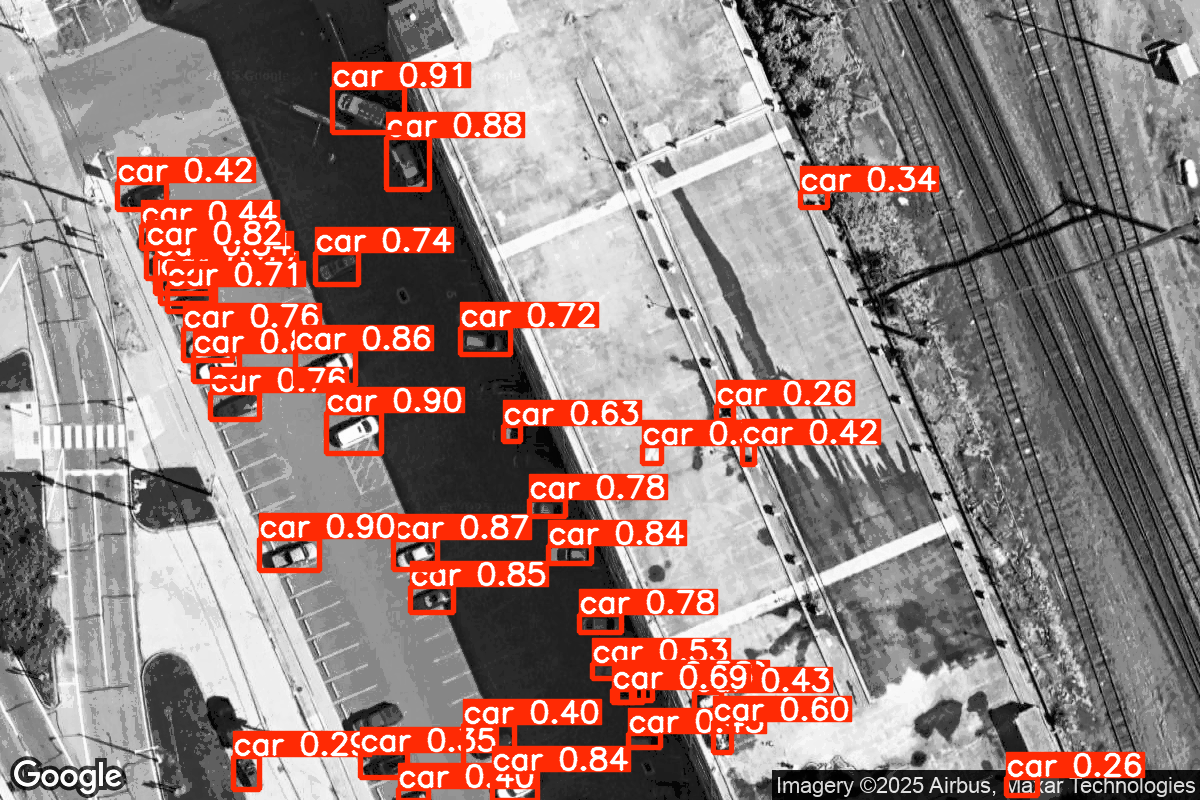 car 0.91
car 0.88
car 0.42
car 0.34
car 0.44
car 0.82
car 0.74
car 0.71
car 0.76
car 0.72
car 0.86
car 0.76
car 0.26
car 0.90
car 0.63
car
car 0.42
car 0.78
car 0.90
car 0.87
car 0.84
car 0.85
car 0.78
car 0.53
car 0.69
0.43
car 0.40
car 0.60
car
car 0.29
car 0.35
car 0.84
car 0.26
car 0.40
Google
Imagery ©2025 Airbus, Maxar Technologies